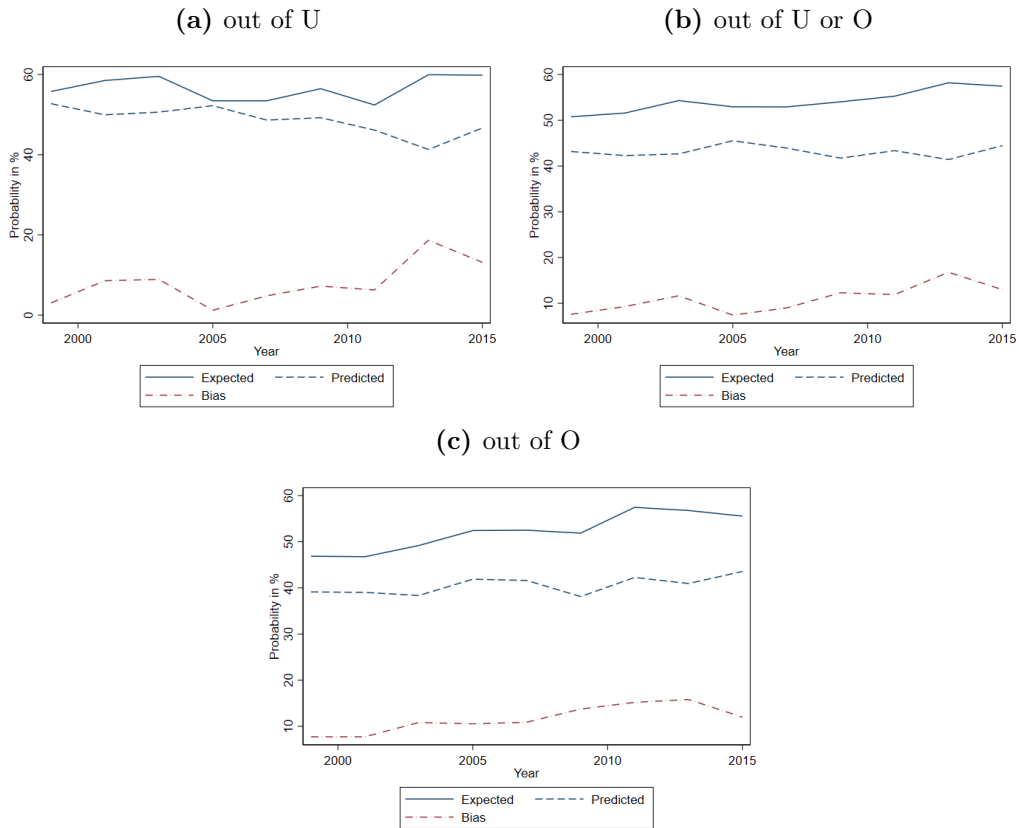 (a) out of U
Probability in %
60
40
20
0
2000 2005 2010 2015
Year
Expected Predicted
Bias
(b) out of U or O
Probability in %
60
50
40
30
20
10
2000 2005 2010 2015
Year
Expected Predicted
Bias
(c) out of O
Probability in %
60
50
40
30
20
10
2000 2005 2010 2015
Year
Expected Predicted
Bias